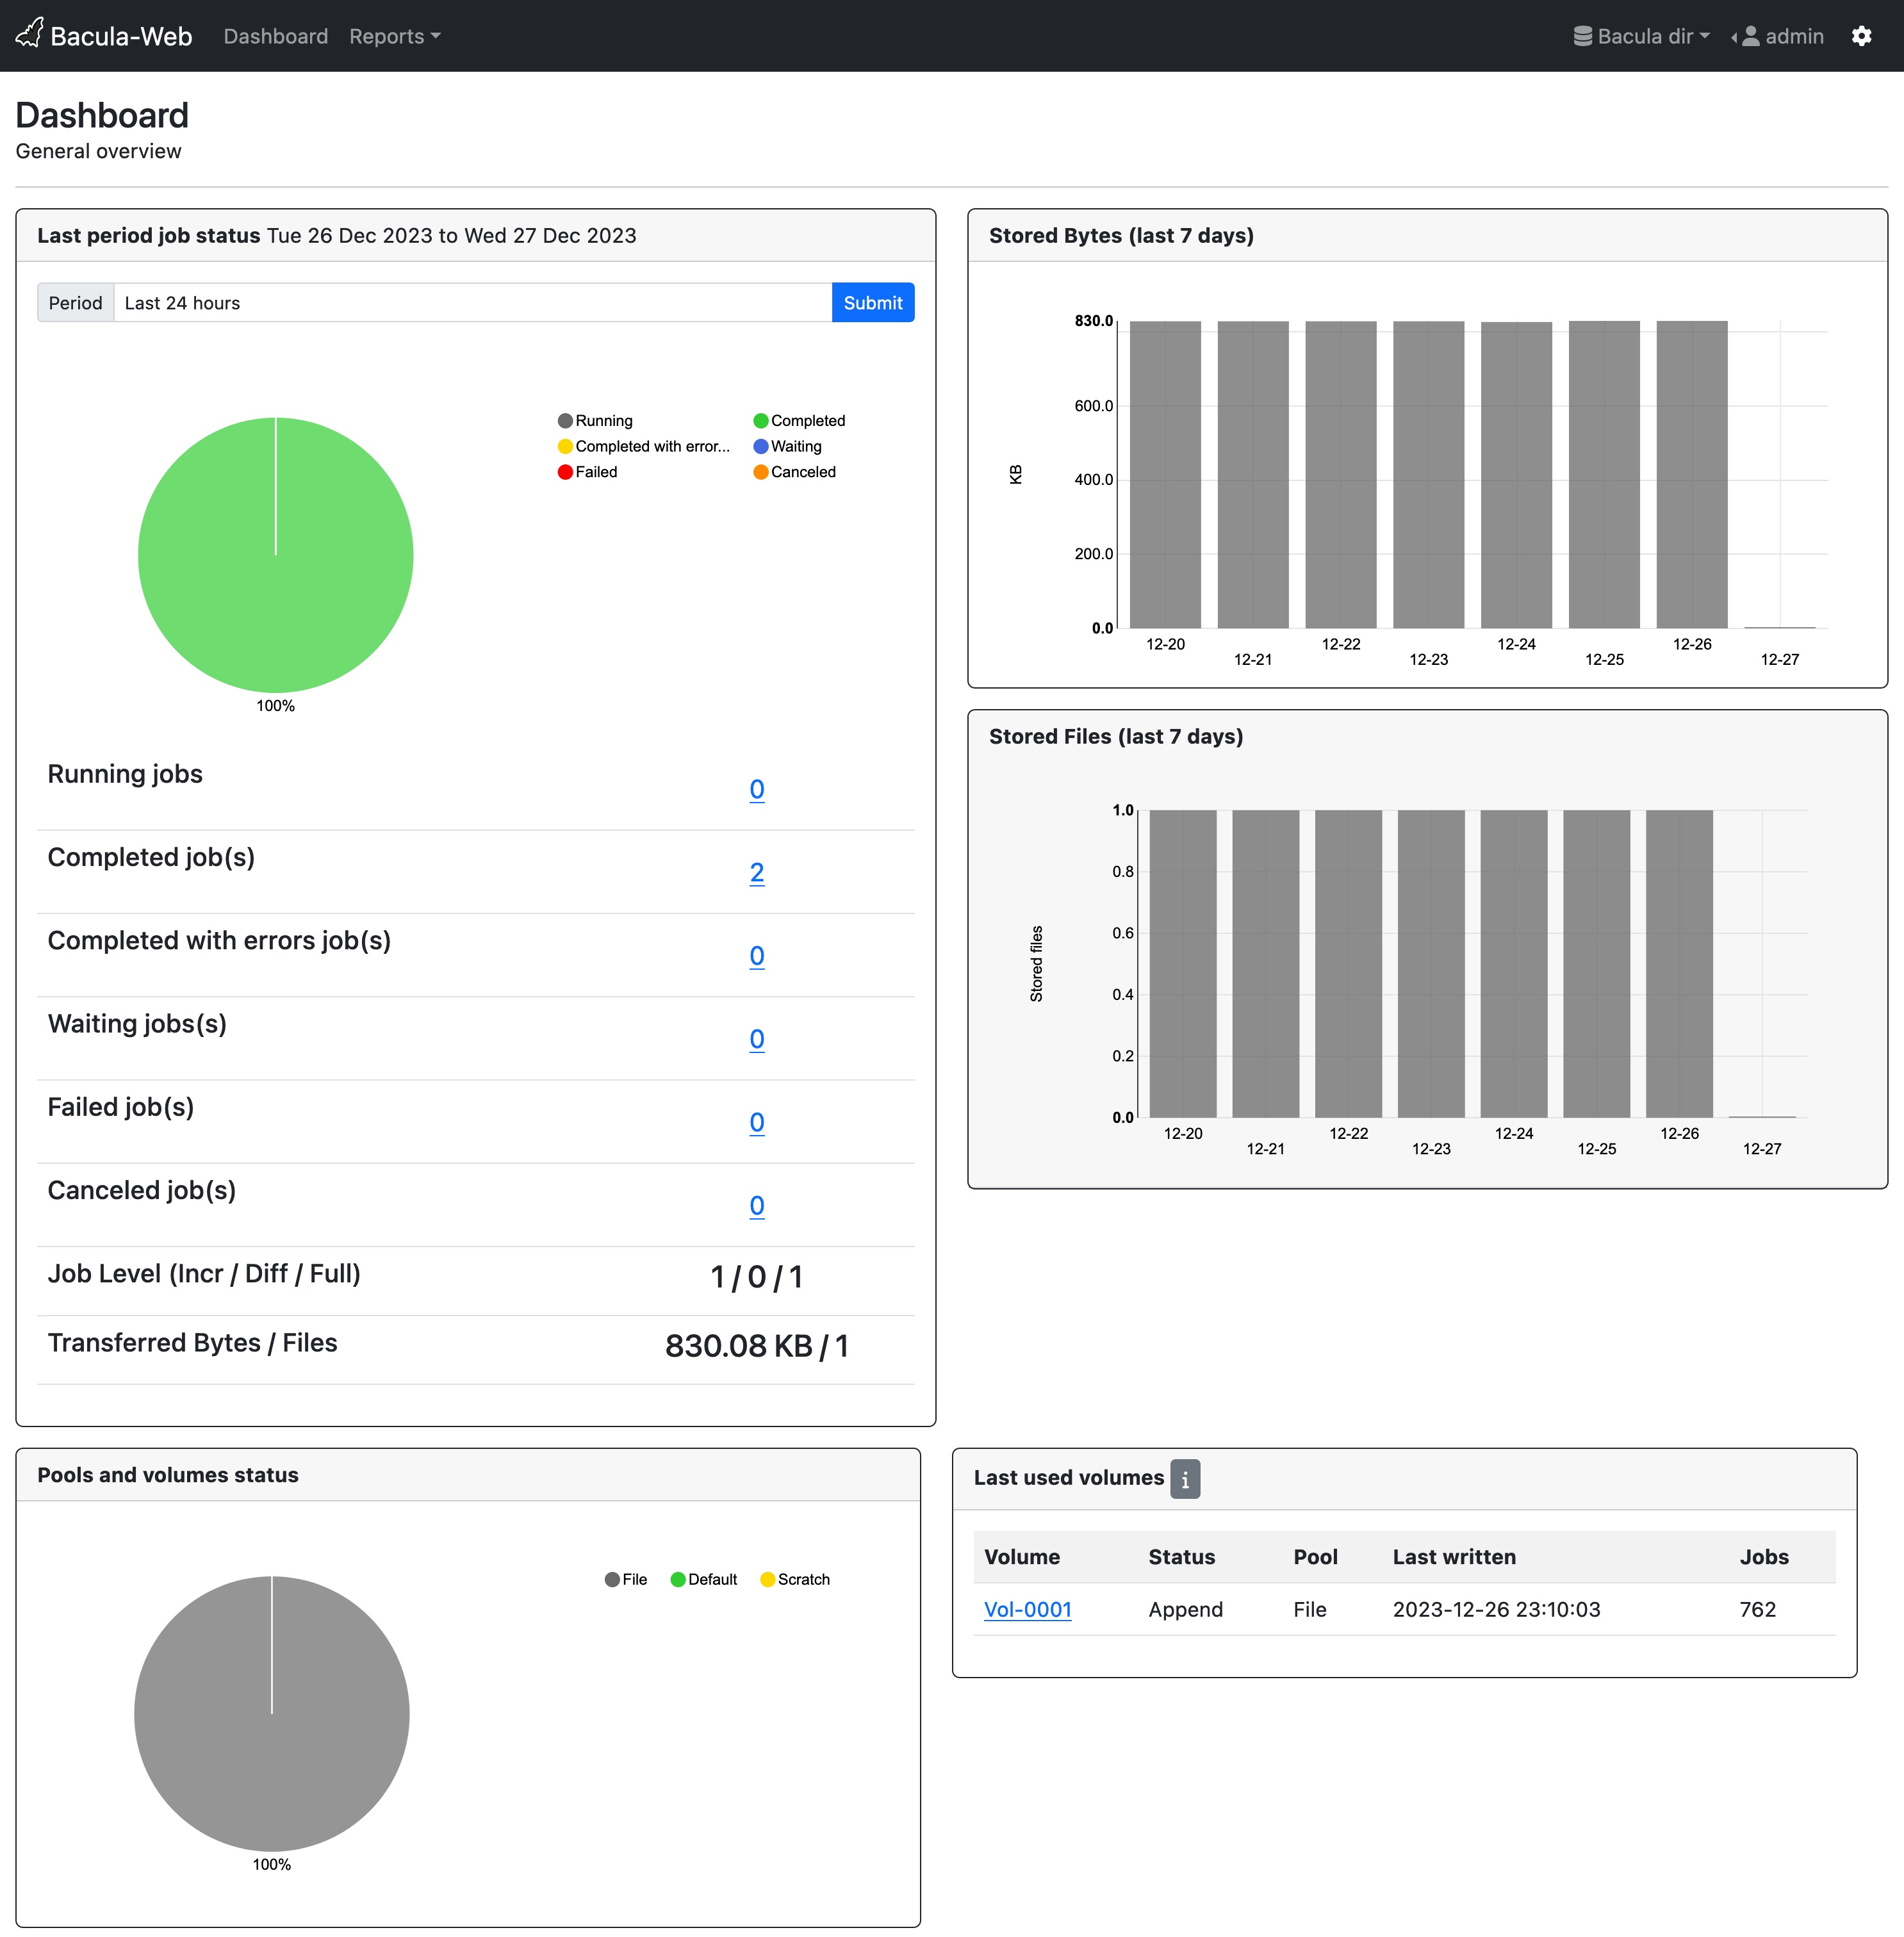 Bacula-Web Dashboard Reports Bacula dir admin
Dashboard
General overview
Last period job status Tue 26 Dec 2023 to Wed 27 Dec 2023
Period Last 24 hours Submit
Running Completed
Completed with error... Waiting
Failed Canceled
100%
Running jobs 0
Completed job(s) 2
Completed with errors job(s) 0
Waiting jobs(s) 0
Failed job(s) 0
Canceled job(s) 0
Job Level (Incr / Diff / Full) 1 / 0 / 1
Transferred Bytes / Files 830.08 KB / 1
Stored Bytes (last 7 days)
830.0
600.0
400.0
200.0
0.0
KB
12-20 12-21 12-22 12-23 12-24 12-25 12-26 12-27
Stored Files (last 7 days)
1.0
0.8
0.6
0.4
0.2
0.0
Stored files
12-20 12-21 12-22 12-23 12-24 12-25 12-26 12-27
Pools and volumes status
File Default Scratch
100%
Last used volumes i
Volume Status Pool Last written Jobs
Vol-0001 Append File 2023-12-26 23:10:03 762